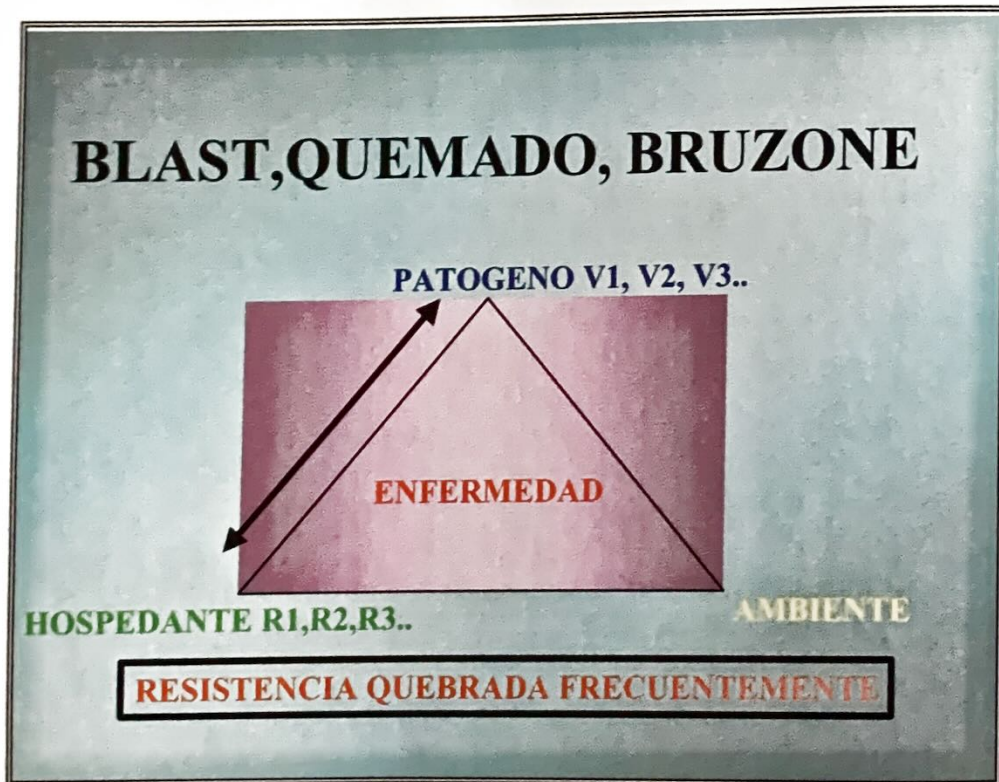 BLAST,QUEMADO, BRUZONE
PATOGENO V1, V2, V3..
ENFERMEDAD
HOSPEDANTE R1,R2,R3..
AMBIENTE
RESISTENCIA QUEBRADA FRECUENTEMENTE